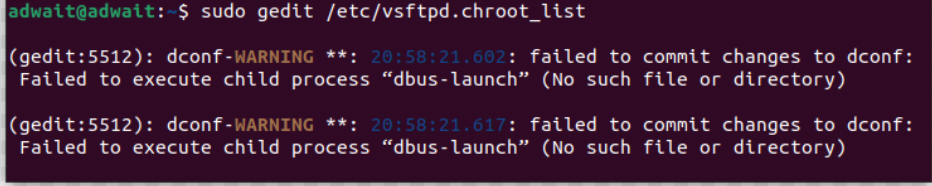 adwait@adwait:~$ sudo gedit /etc/vsftpd.chroot_list
(gedit:5512): dconf-WARNING **: 20:58:21.602: failed to commit changes to dconf:
Failed to execute child process “dbus-launch” (No such file or directory)
(gedit:5512): dconf-WARNING **: 20:58:21.617: failed to commit changes to dconf:
Failed to execute child process “dbus-launch” (No such file or directory)